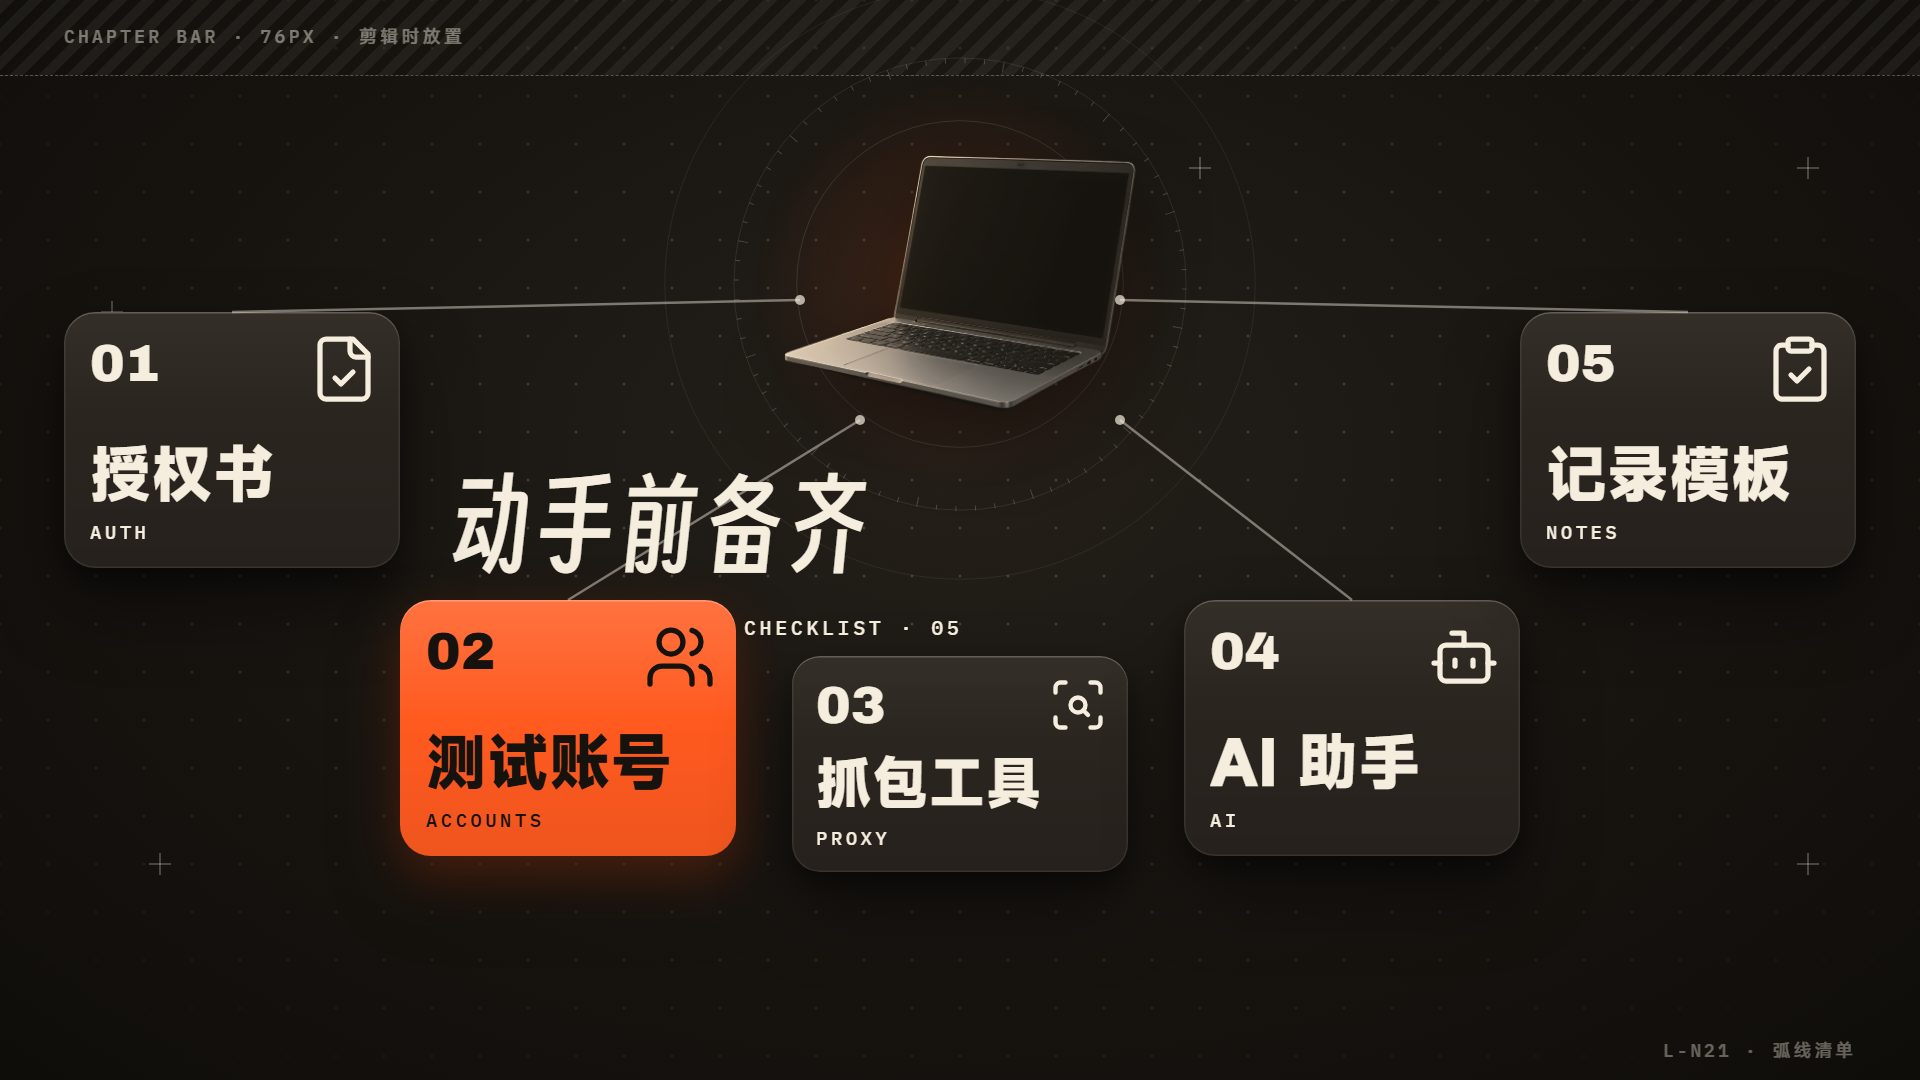 CHAPTER BAR · 76PX · 剪辑时放置
01
授权书
AUTH
动手前备齐
CHECKLIST · 05
02
测试账号
ACCOUNTS
03
抓包工具
PROXY
04
AI 助手
AI
05
记录模板
NOTES
L-N21 · 弧线清单